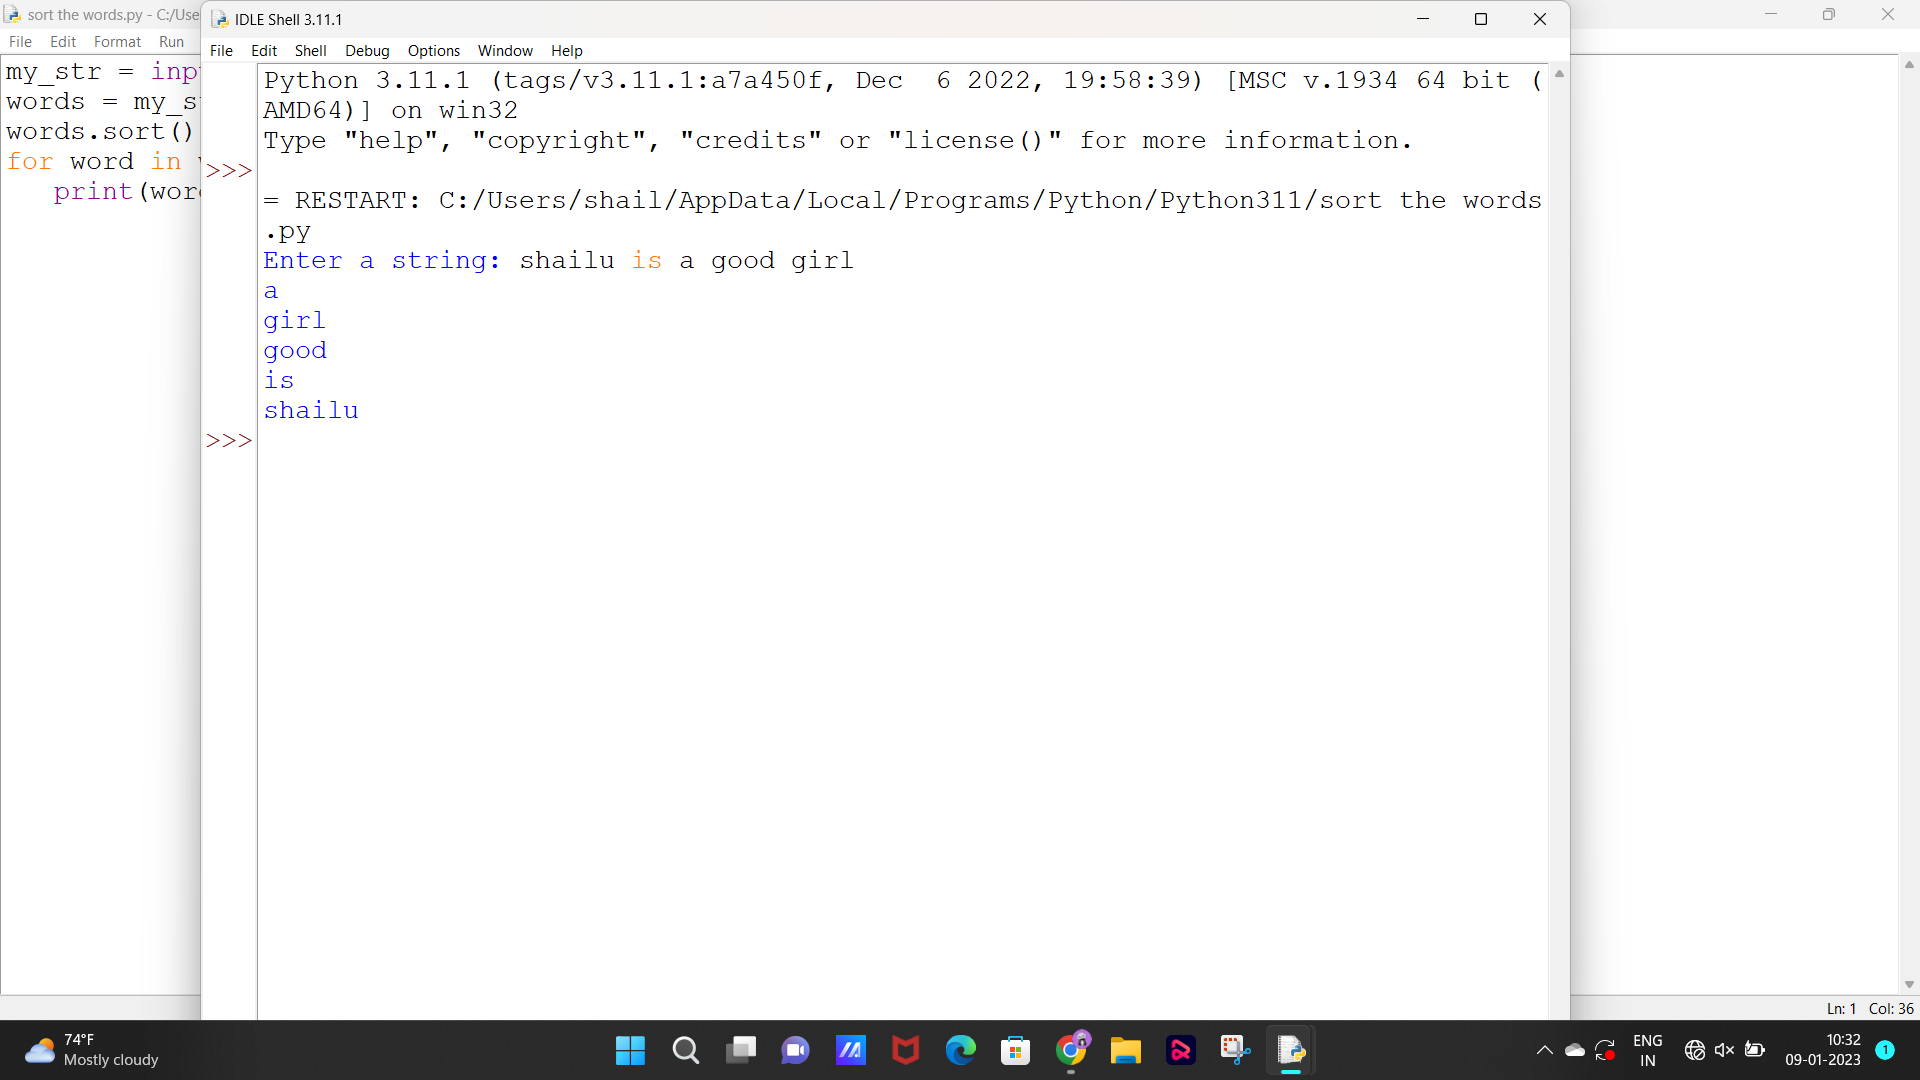 sort the words.py - C:/Use
File Edit Format Run
my_str = inp
words = my_s
words.sort()
for word in
print(wor
IDLE Shell 3.11.1
File Edit Shell Debug Options Window Help
Python 3.11.1 (tags/v3.11.1:a7a450f, Dec  6 2022, 19:58:39) [MSC v.1934 64 bit (
AMD64)] on win32
Type "help", "copyright", "credits" or "license()" for more information.
>>>
= RESTART: C:/Users/shail/AppData/Local/Programs/Python/Python311/sort the words
.py
Enter a string: shailu is a good girl
a
girl
good
is
shailu
>>>
Ln: 1 Col: 36
74°F
Mostly cloudy
ENG
IN
10:32
09-01-2023
1